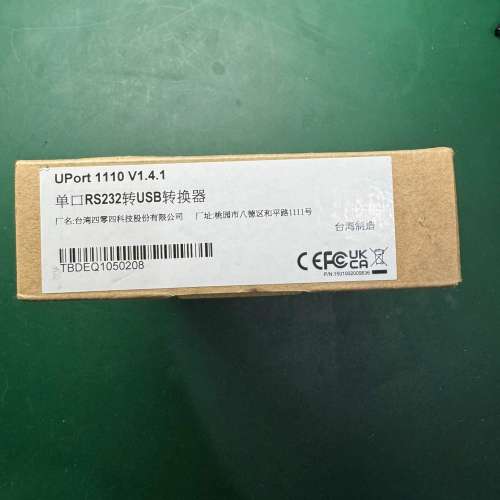 UPort 1110 V1.4.1
单口RS232转USB转换器
厂名:台湾四零四科技股份有限公司 厂址:桃园市八德区和平路1111号
台湾制造
TBDEQ1050208
CE FC UK CA